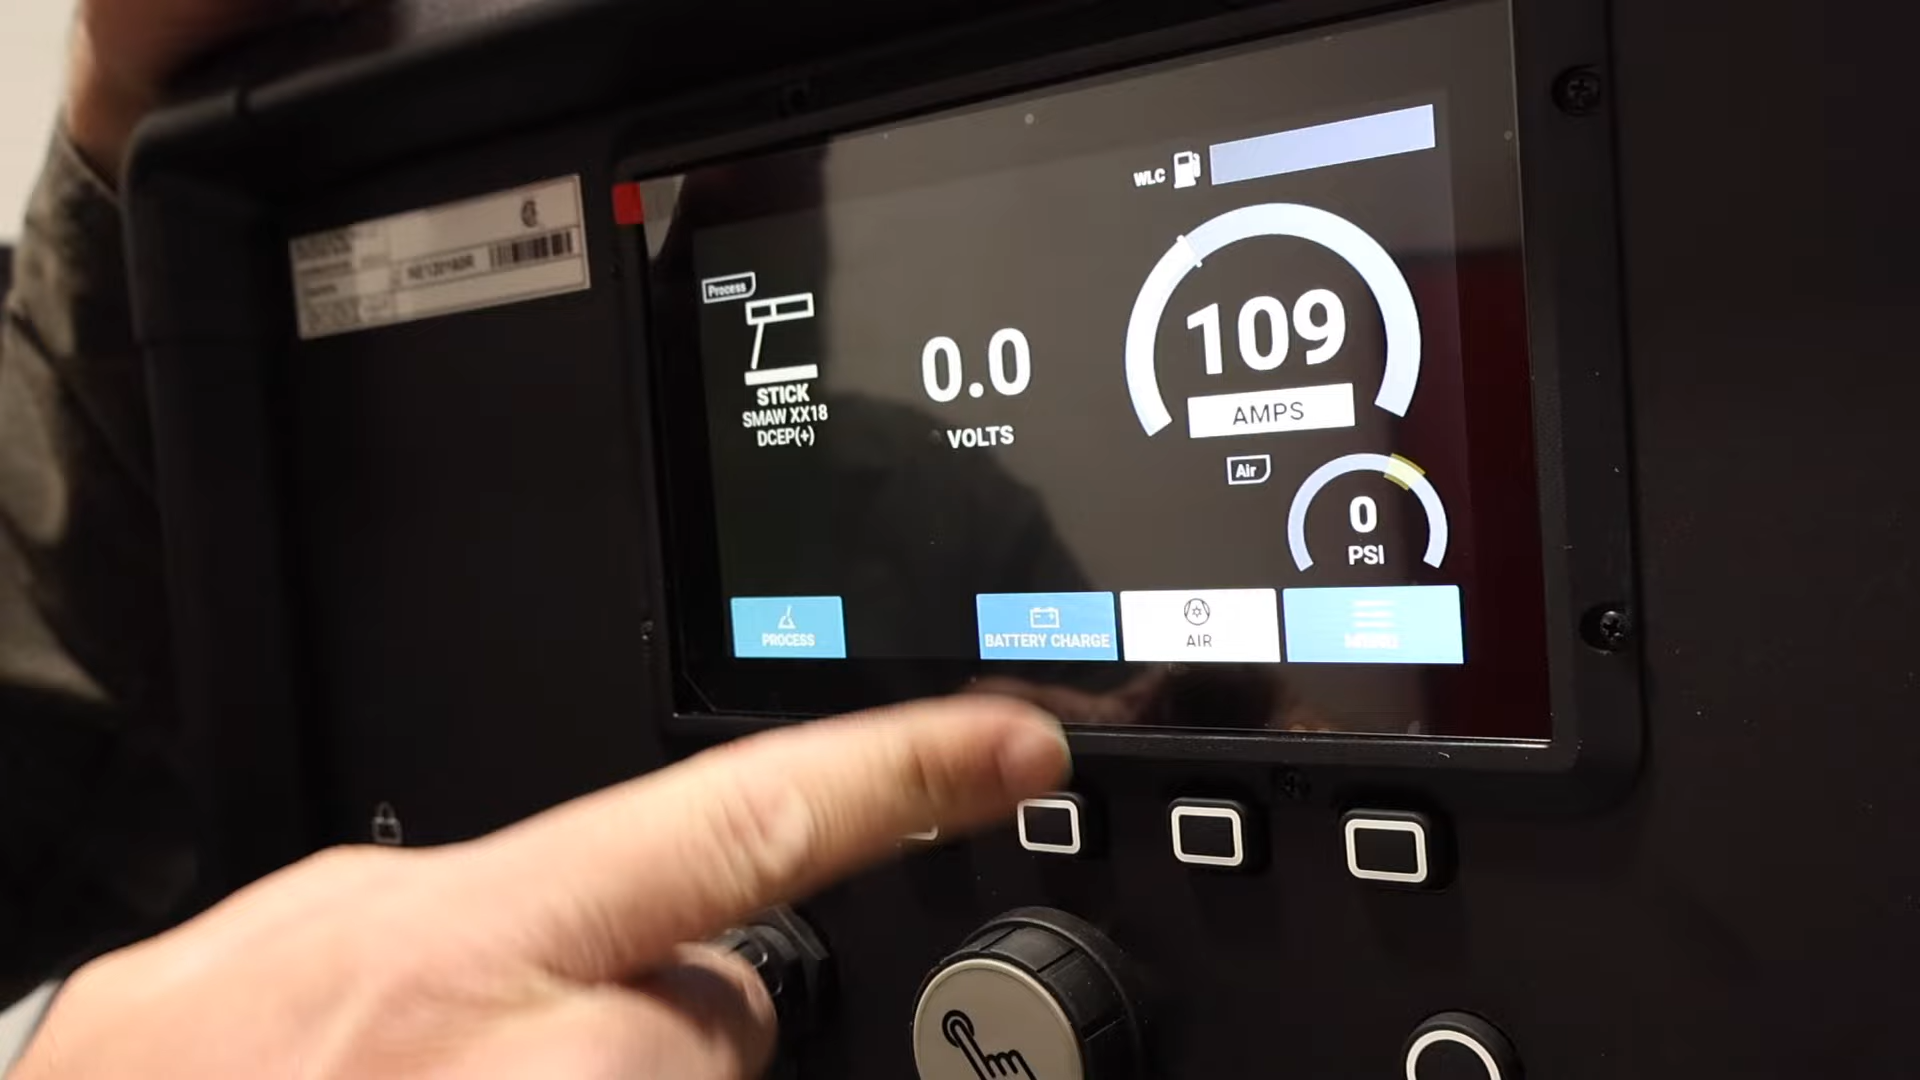 WLC
Process
STICK
SMAW XX18
DCEP(+)
0.0
VOLTS
109
AMPS
Air
0
PSI
PROCESS
BATTERY CHARGE
AIR